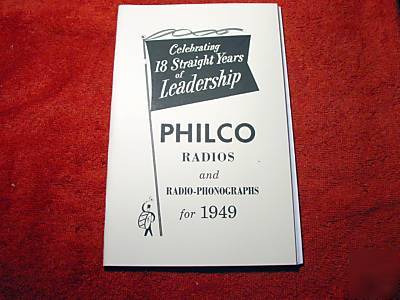 Celebrating
18 Straight Years
of
Leadership
PHILCO
RADIOS
and
RADIO-PHONOGRAPHS
for 1949